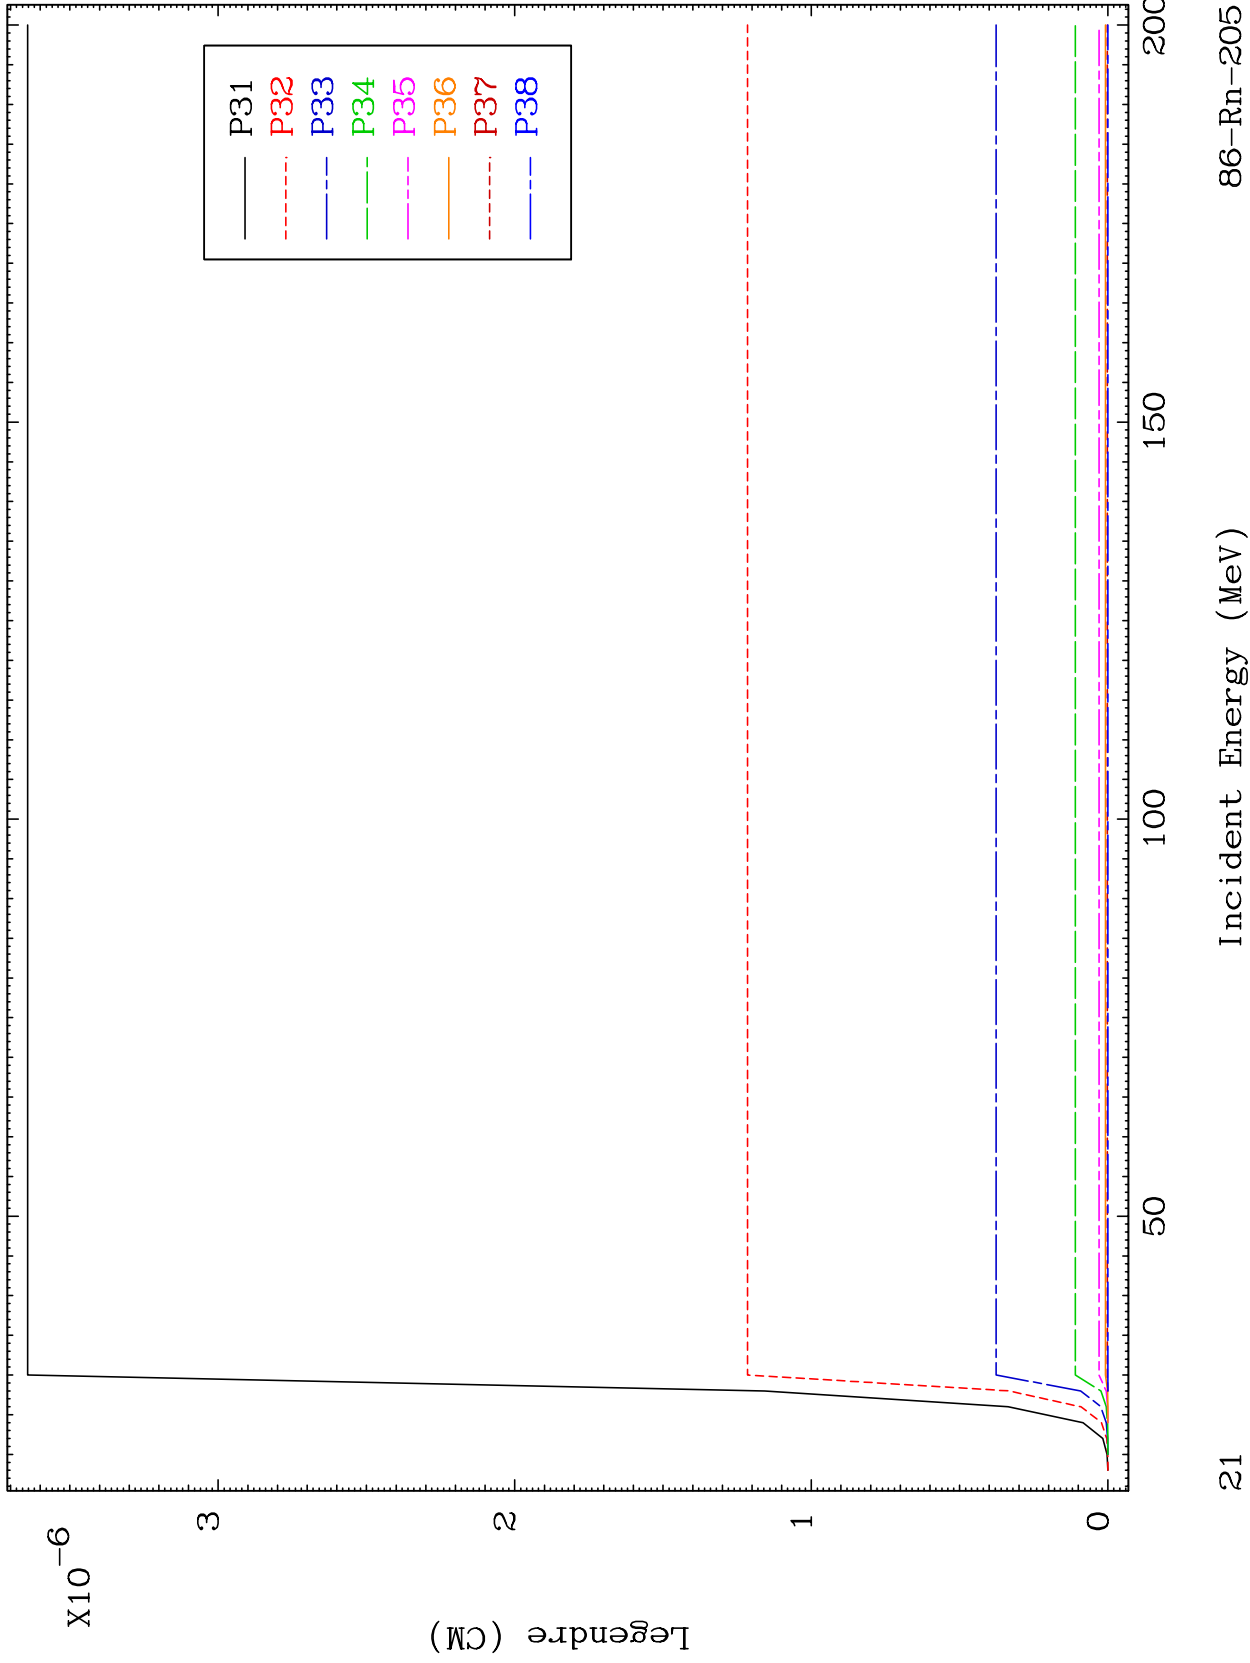 X10-6
3
2
1
0
Legendre (CM)
P31
P32
P33
P34
P35
P36
P37
P38
50
100
150
200
Incident Energy (MeV)
21
86-Rn-205